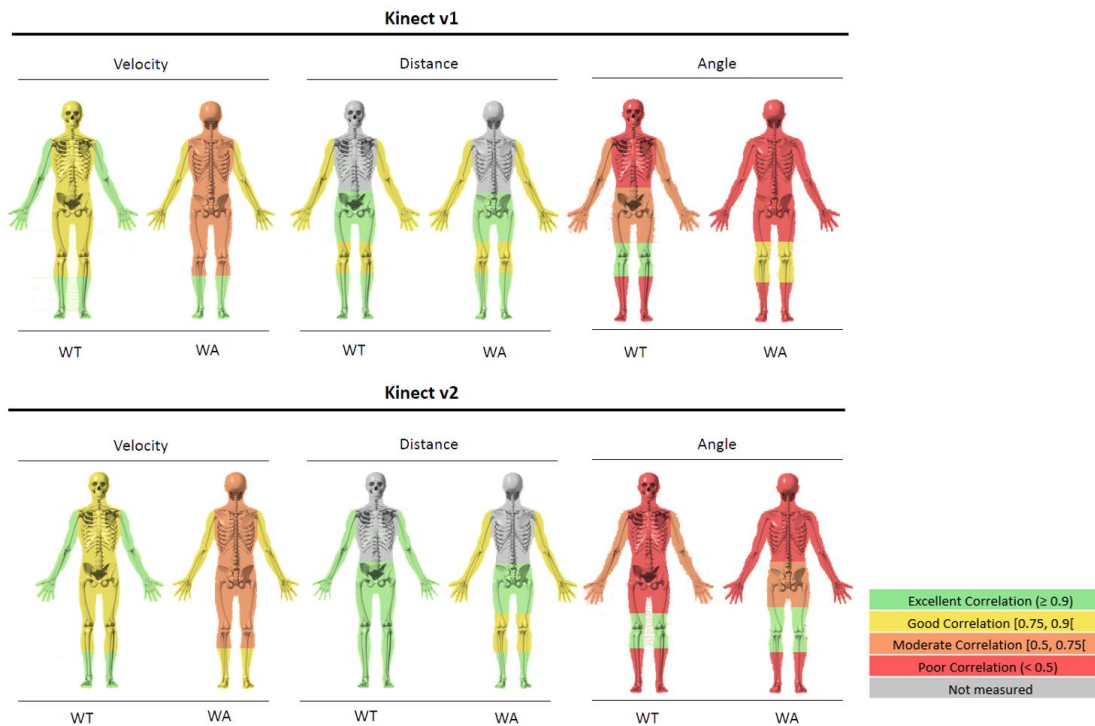 Kinect v1
Velocity Distance Angle
WT WA WT WA WT WA
Kinect v2
Velocity Distance Angle
Excellent Correlation (≥ 0.9)
Good Correlation [0.75, 0.9[
Moderate Correlation [0.5, 0.75[
Poor Correlation (< 0.5)
Not measured
WT WA WT WA WT WA